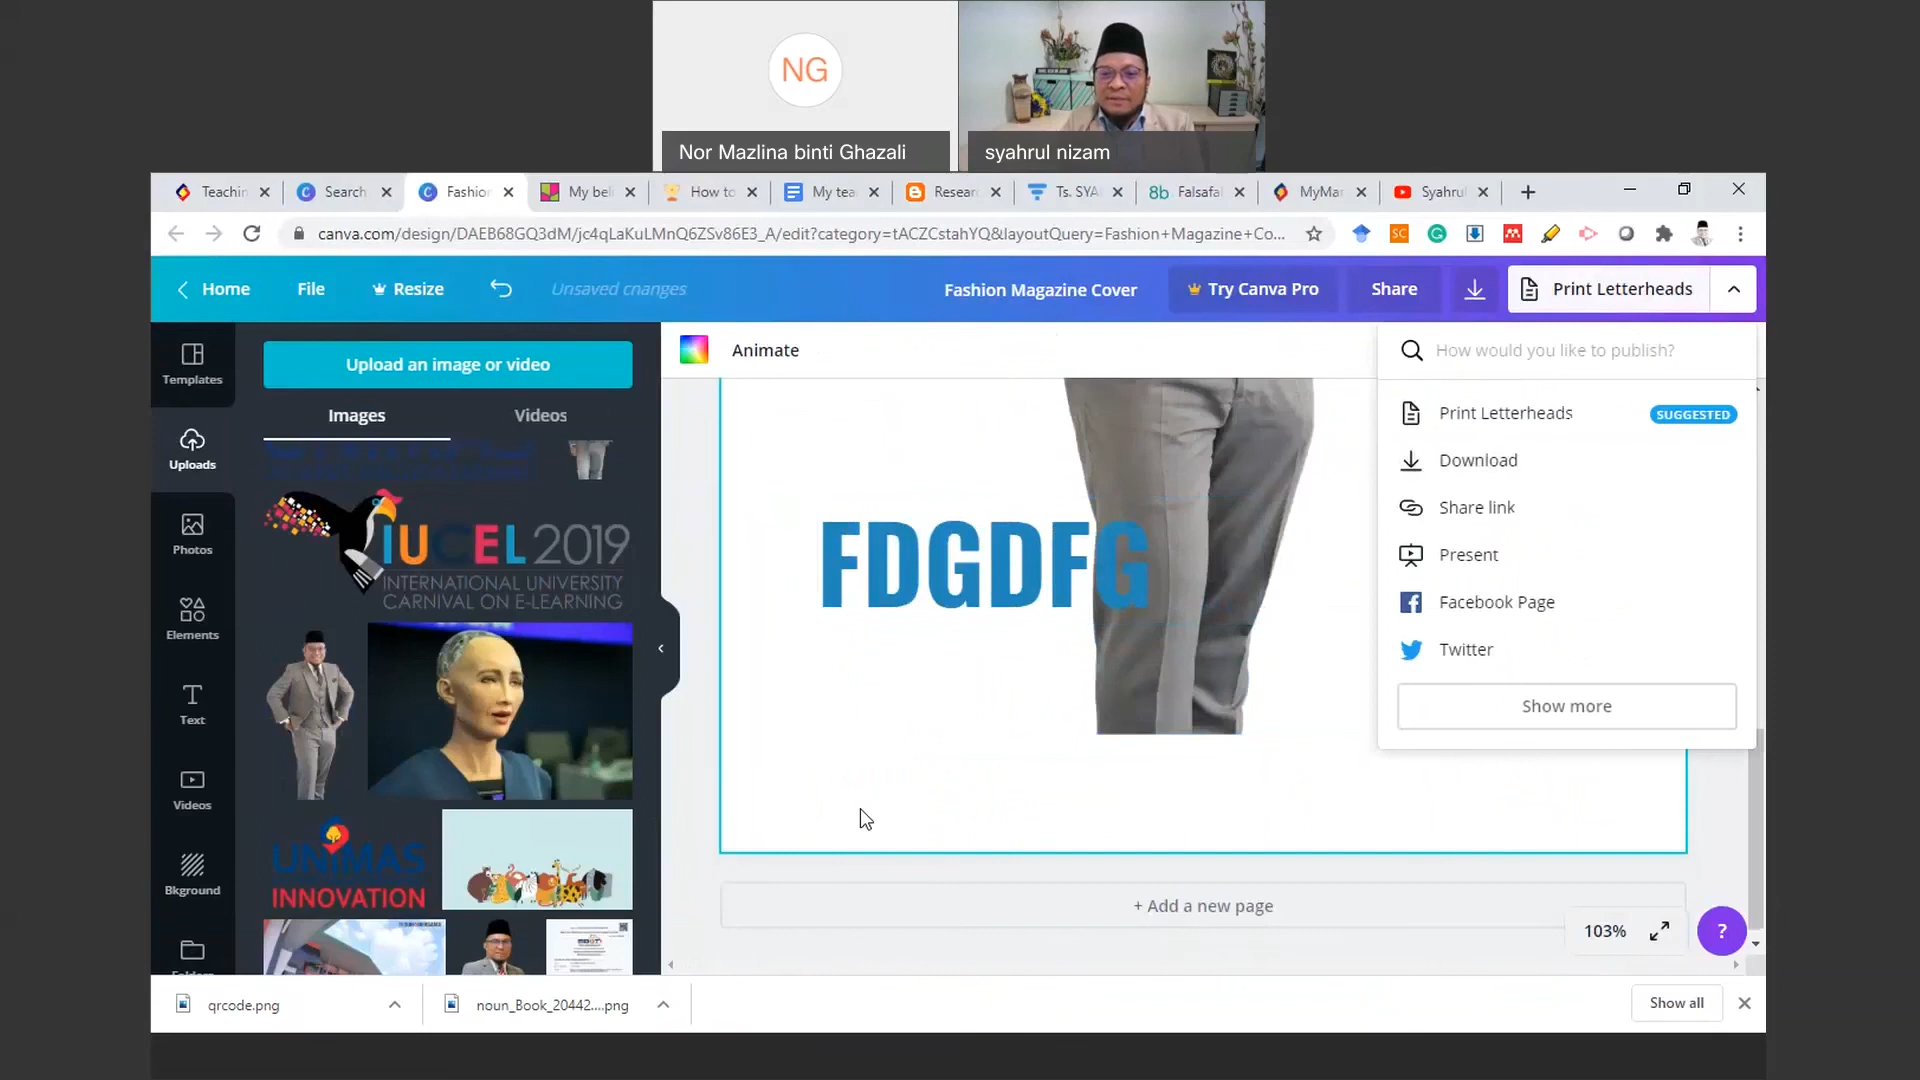 NG
Nor Mazlina binti Ghazali
syahrul nizam
Teachin
Search
Fashion
My beli
How to
My tea
Resear
Ts. SYA
Falsafa
MyMar
Syahru
canva.com/design/DAEB68GQ3dM/jc4qLaKuLMnQ6ZSv86E3_A/edit?category=tACZCstahYQ&layoutQuery=Fashion+Magazine+Co...
Home
File
Resize
Unsaved changes
Fashion Magazine Cover
Try Canva Pro
Share
Print Letterheads
Templates
Uploads
Photos
Elements
Text
Videos
Bkground
Upload an image or video
Images
Videos
IUCEL 2019
INTERNATIONAL UNIVERSITY
CARNIVAL ON E-LEARNING
UNIMAS
INNOVATION
Animate
FDGDFG
+ Add a new page
How would you like to publish?
Print Letterheads
SUGGESTED
Download
Share link
Present
Facebook Page
Twitter
Show more
103%
?
qrcode.png
noun_Book_20442....png
Show all